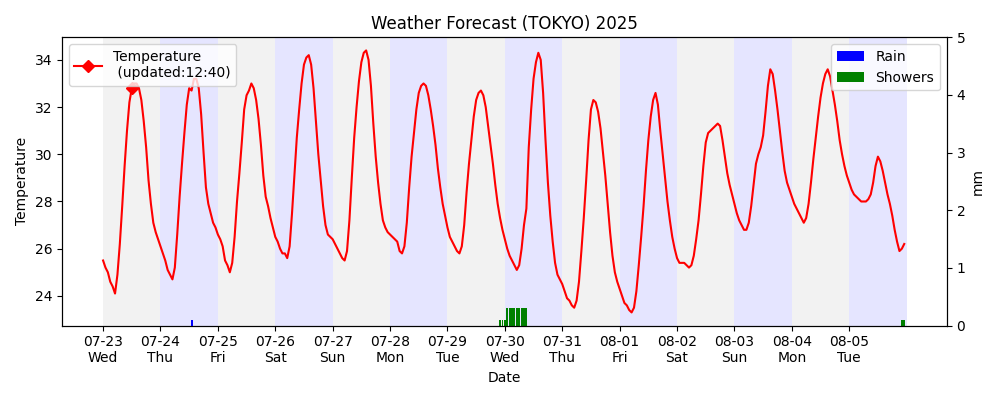 Weather Forecast (TOKYO) 2025
Temperature
(updated:12:40)
Rain
Showers
34
32
30
28
26
24
Temperature
5
4
3
2
1
0
mm
07-23 07-24 07-25 07-26 07-27 07-28 07-29 07-30 07-31 08-01 08-02 08-03 08-04 08-05
Wed Thu Fri Sat Sun Mon Tue Wed Thu Fri Sat Sun Mon Tue
Date